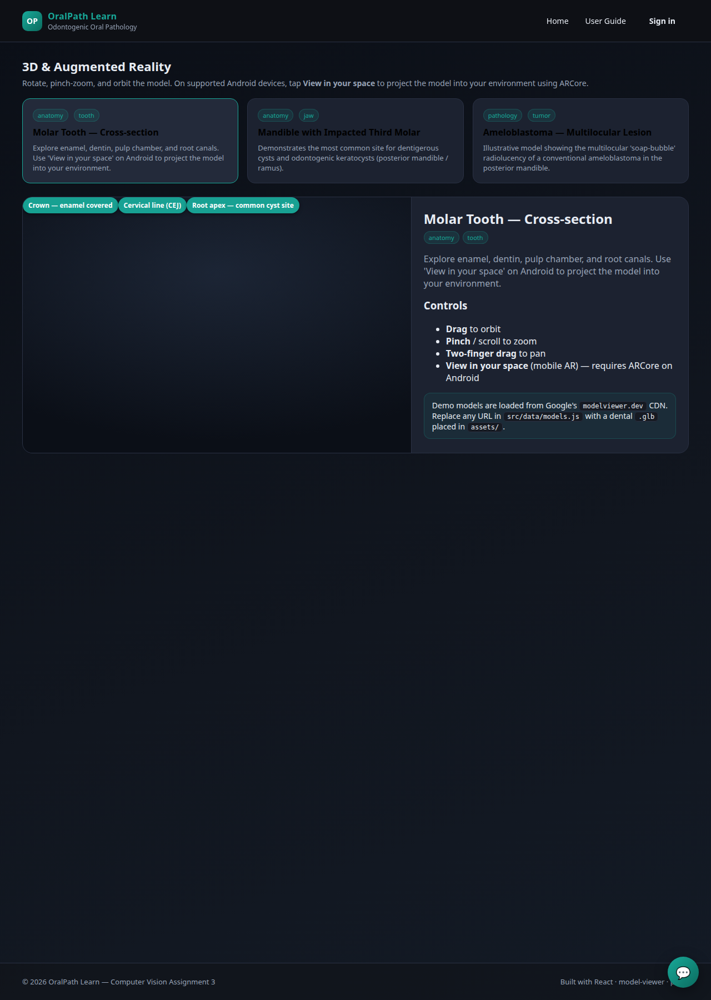 OP
OralPath Learn
Odontogenic Oral Pathology
Home
User Guide
Sign in
3D & Augmented Reality
Rotate, pinch-zoom, and orbit the model. On supported Android devices, tap View in your space to project the model into your environment using ARCore.
anatomy
tooth
Molar Tooth — Cross-section
Explore enamel, dentin, pulp chamber, and root canals.
Use 'View in your space' on Android to project the model
into your environment.
anatomy
jaw
Mandible with Impacted Third Molar
Demonstrates the most common site for dentigerous
cysts and odontogenic keratocysts (posterior mandible /
ramus).
pathology
tumor
Ameloblastoma — Multilocular Lesion
Illustrative model showing the multilocular 'soap-bubble'
radiolucency of a conventional ameloblastoma in the
posterior mandible.
Crown — enamel covered
Cervical line (CEJ)
Root apex — common cyst site
Molar Tooth — Cross-section
anatomy
tooth
Explore enamel, dentin, pulp chamber, and root canals. Use
'View in your space' on Android to project the model into
your environment.
Controls
• Drag to orbit
• Pinch / scroll to zoom
• Two-finger drag to pan
• View in your space (mobile AR) — requires ARCore on
Android
Demo models are loaded from Google's modelviewer.dev CDN.
Replace any URL in src/data/models.js with a dental .glb
placed in assets/ .
© 2026 OralPath Learn — Computer Vision Assignment 3
Built with React · model-viewer ·